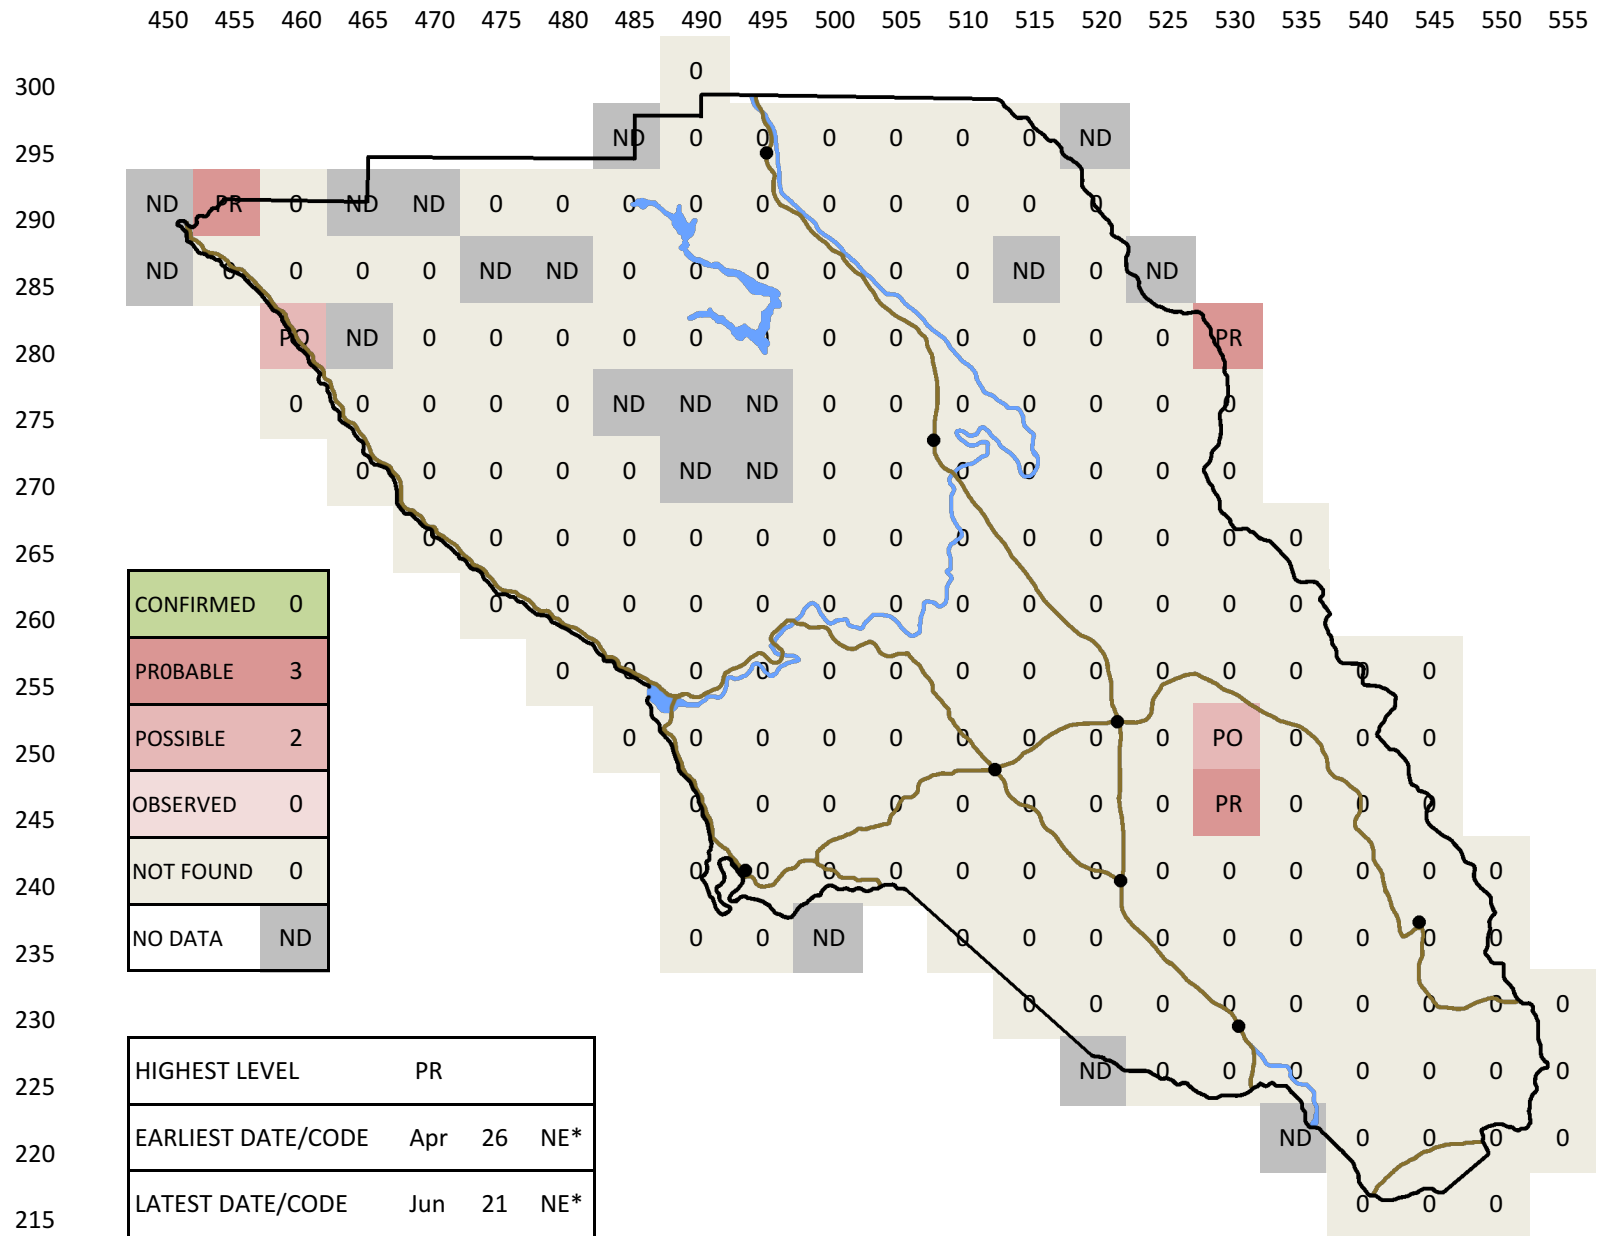 450 455 460 465 470 475 480 485 490 495 500 505 510 515 520 525 530 535 540 545 550 555
300 0
295 ND 0 0 0 0 0 0 ND
290 ND PR 0 ND ND 0 0 0 0 0 0 0 0 0 0
285 ND 0 0 0 0 ND ND 0 0 0 0 0 0 ND 0 ND
280 PO ND 0 0 0 0 0 0 0 0 0 0 0 0 PR
275 0 0 0 0 0 ND ND ND 0 0 0 0 0 0 0
270 0 0 0 0 0 ND ND 0 0 0 0 0 0 0
265 0 0 0 0 0 0 0 0 0 0 0 0 0 0
260 0 0 0 0 0 0 0 0 0 0 0 0 0
255 0 0 0 0 0 0 0 0 0 0 0 0 0 0
250 0 0 0 0 0 0 0 0 0 PO 0 0 0
245 0 0 0 0 0 0 0 0 PR 0 0 0
240 0 0 0 0 0 0 0 0 0 0 0 0 0
235 0 0 ND 0 0 0 0 0 0 0 0 0
230 0 0 0 0 0 0 0 0 0
225 ND 0 0 0 0 0 0 0
220 ND 0 0 0 0
215 0 0 0
CONFIRMED 0
PR0BABLE 3
POSSIBLE 2
OBSERVED 0
NOT FOUND 0
NO DATA ND
HIGHEST LEVEL PR
EARLIEST DATE/CODE Apr 26 NE*
LATEST DATE/CODE Jun 21 NE*